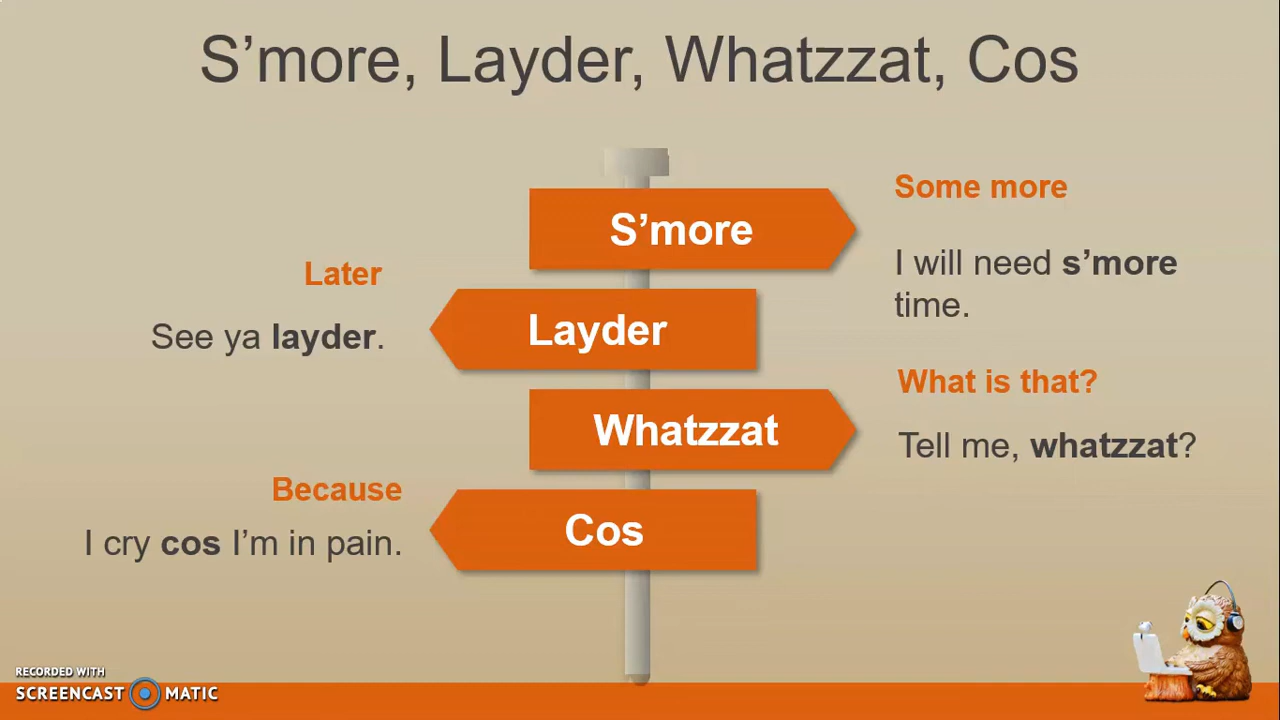 S’more, Layder, Whatzzat, Cos
S’more
Some more
I will need s’more
time.
Later
See ya layder.
Layder
Whatzzat
What is that?
Tell me, whatzzat?
Because
I cry cos I’m in pain.
Cos
RECORDED WITH
SCREENCAST MATIC